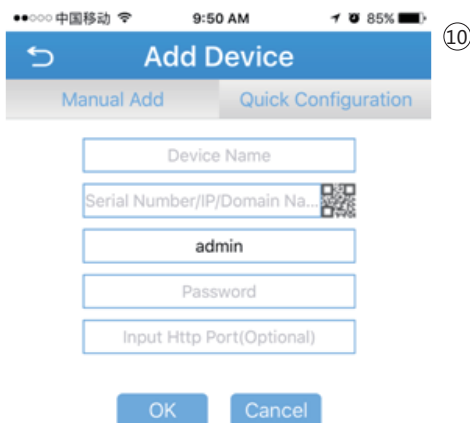 中国移动 9:50 AM 85%
⑩
Add Device
Manual Add Quick Configuration
Device Name
Serial Number/IP/Domain Na...
admin
Password
Input Http Port(Optional)
OK Cancel